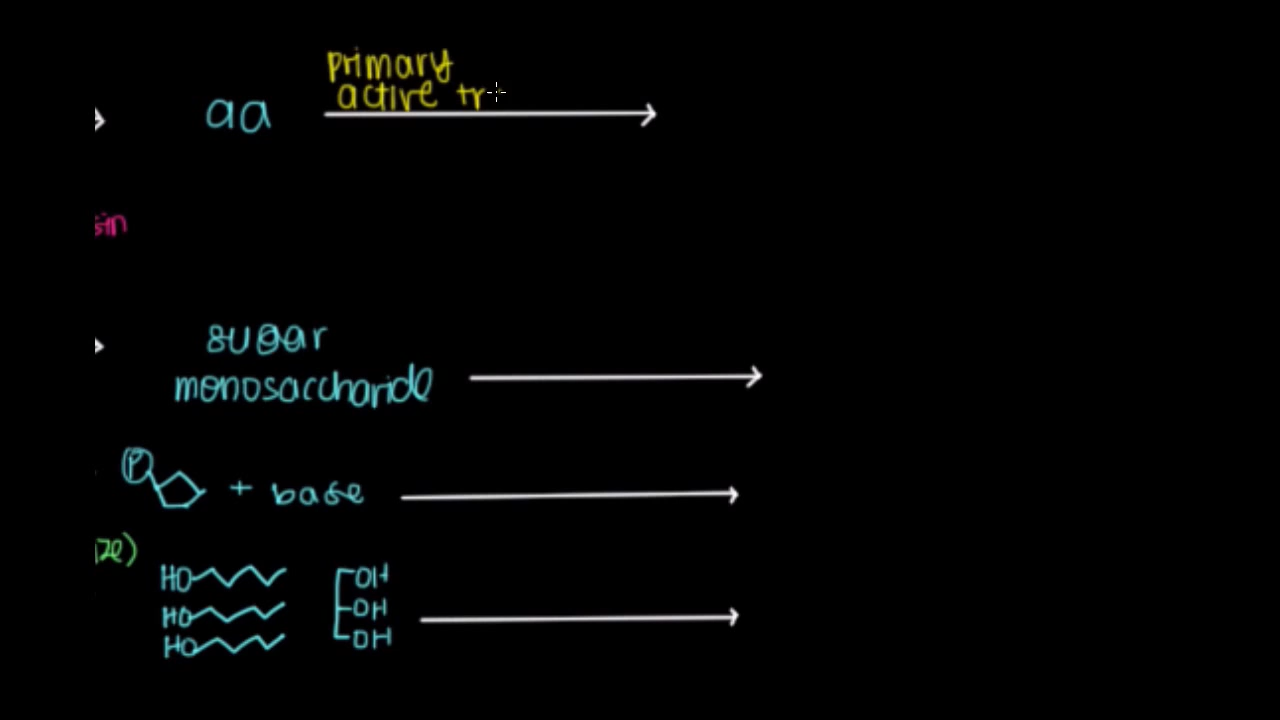 primary
active tr
aa
sin
sugar
monosaccharide
P
+ base
ze)
HO OH
HO OH
HO OH